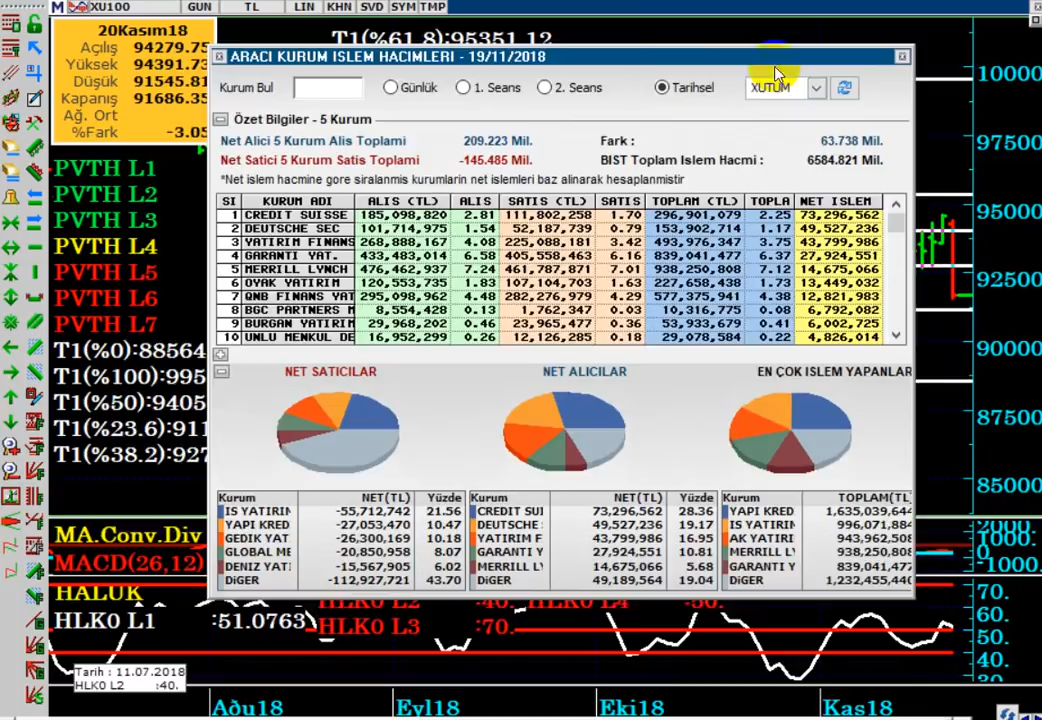 M XU100 GUN TL LIN KHN SVD SYM TMP
20Kasım18
Açılış 94279.75
Yüksek 94391.73
Düşük 91545.81
Kapanış 91686.35
Ağ. Ort
%Fark -3.05
T1(%61.8):95351.12
PVTH L1
PVTH L2
PVTH L3
PVTH L4
PVTH L5
PVTH L6
PVTH L7
T1(%0):88564
T1(%100):995
T1(%50):9405
T1(%23.6):911
T1(%38.2):927
ARACI KURUM ISLEM HACIMLERI - 19/11/2018
Kurum Bul Günlük 1. Seans 2. Seans Tarihsel XUTUM
Özet Bilgiler - 5 Kurum
Net Alici 5 Kurum Alis Toplami 209.223 Mil. Fark : 63.738 Mil.
Net Satici 5 Kurum Satis Toplami -145.485 Mil. BIST Toplam Islem Hacmi : 6584.821 Mil.
*Net islem hacmine gore siralanmis kurumlarin net islemleri baz alinarak hesaplanmistir
SI KURUM ADI ALIS (TL) ALIS SATIS (TL) SATIS TOPLAM (TL) TOPLA NET ISLEM
1 CREDIT SUISSE 185,098,820 2.81 111,802,258 1.70 296,901,079 2.25 73,296,562
2 DEUTSCHE SEC 101,714,975 1.54 52,187,739 0.79 153,902,714 1.17 49,527,236
3 YATIRIM FINANS 268,888,167 4.08 225,088,181 3.42 493,976,347 3.75 43,799,986
4 GARANTI YAT. 433,483,014 6.58 405,558,463 6.16 839,041,477 6.37 27,924,551
5 MERRILL LYNCH 476,462,937 7.24 461,787,871 7.01 938,250,808 7.12 14,675,066
6 OYAK YATIRIM 120,553,735 1.83 107,104,703 1.63 227,658,438 1.73 13,449,032
7 QNB FINANS YAT 295,098,962 4.48 282,276,979 4.29 577,375,941 4.38 12,821,983
8 BGC PARTNERS M 8,554,428 0.13 1,762,347 0.03 10,316,775 0.08 6,792,082
9 BURGAN YATIRIM 29,968,202 0.46 23,965,477 0.36 53,933,679 0.41 6,002,725
10 UNLU MENKUL DE 16,952,299 0.26 12,126,285 0.18 29,078,584 0.22 4,826,014
NET SATICILAR NET ALICILAR EN ÇOK ISLEM YAPANLAR
Kurum NET(TL) Yüzde Kurum NET(TL) Yüzde Kurum TOPLAM(TL)
IS YATIRIN -55,712,742 21.56 CREDIT SUI 73,296,562 28.36 YAPI KRED 1,635,039,644
YAPI KRED -27,053,470 10.47 DEUTSCHE 49,527,236 19.17 IS YATIRIN 996,071,884
GEDIK YAT -26,300,169 10.18 YATIRIM F 43,799,986 16.95 AK YATIRI 943,962,508
GLOBAL ME -20,850,958 8.07 GARANTI Y 27,924,551 10.81 MERRILL LY 938,250,808
DENIZ YATI -15,567,905 6.02 MERRILL LY 14,675,066 5.68 GARANTI Y 839,041,477
DiGER -112,927,721 43.70 DiGER 49,189,564 19.04 DiGER 1,232,455,440
10000
97500
95000
92500
90000
87500
85000
2000
1000
0
MA.Conv.Div
MACD(26,12)
HALUK
HLK0 L1 :51.0763
HLK0 L2 :40. HLK0 L4 :50.
HLK0 L3 :70.
70.
60.
50.
40.
30.
Tarih : 11.07.2018
HLK0 L2 :40.
Aðu18 Eyl18 Eki18 Kas18